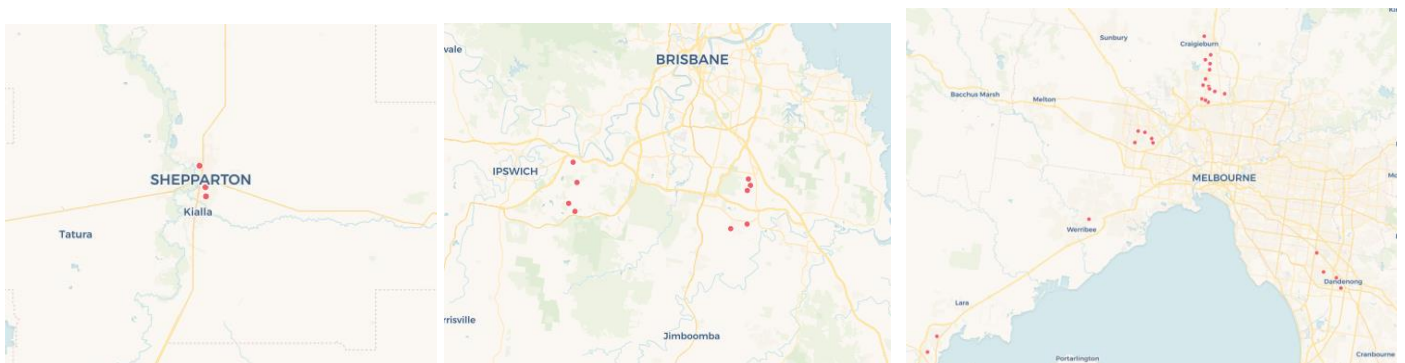 SHEPPARTON
Kialla
Tatura
vale
BRISBANE
IPSWICH
rrisville
Jimboomba
Sunbury
Craigieburn
Bacchus Marsh
Melton
MELBOURNE
Werribee
Dandenong
Lara
Portarlington
Cranbourne